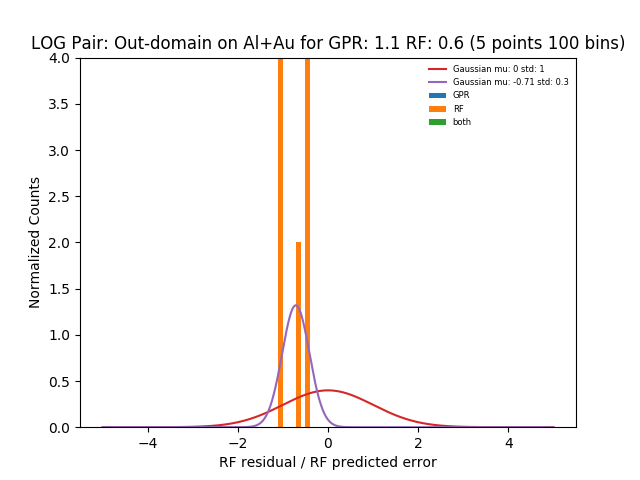 LOG Pair: Out-domain on Al+Au for GPR: 1.1 RF: 0.6 (5 points 100 bins)
Gaussian mu: 0 std: 1
Gaussian mu: -0.71 std: 0.3
GPR
RF
both
4.0
3.5
3.0
2.5
2.0
1.5
1.0
0.5
0.0
Normalized Counts
−4
−2
0
2
4
RF residual / RF predicted error